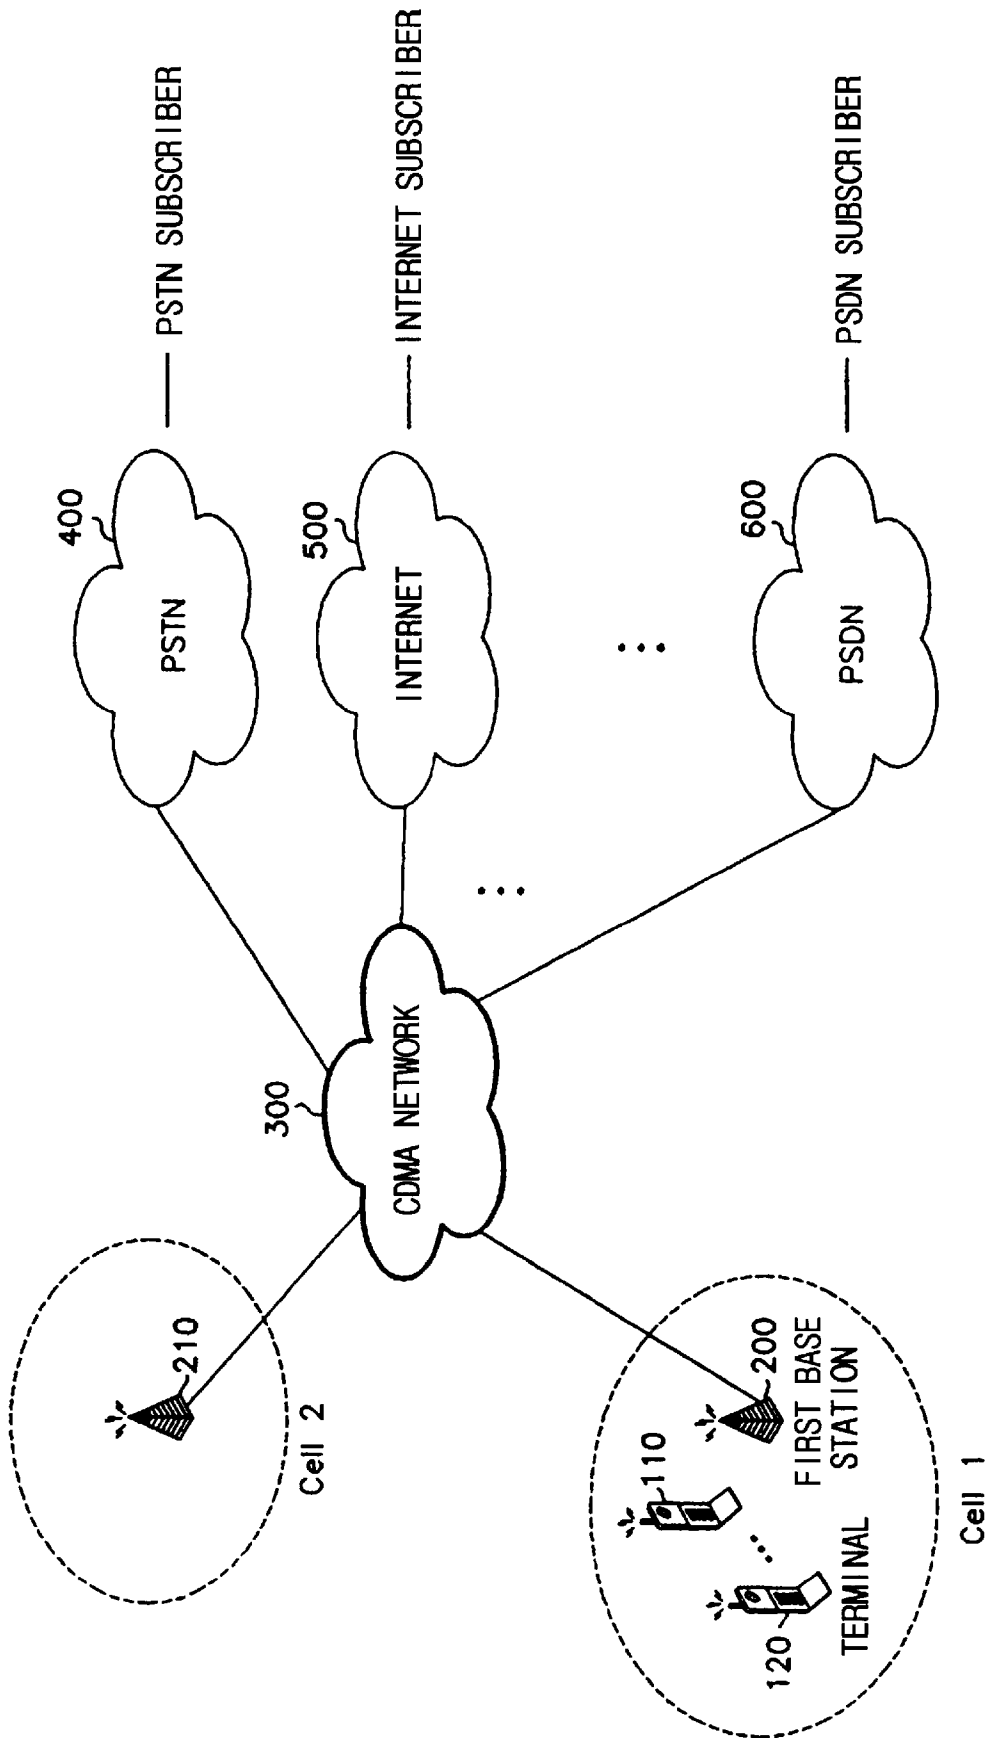 Cell 2
210
300
CDMA NETWORK
400
PSTN
PSTN SUBSCRIBER
500
INTERNET
INTERNET SUBSCRIBER
600
PSDN
PSDN SUBSCRIBER
110
120
TERMINAL
200
FIRST BASE
STATION
Cell 1